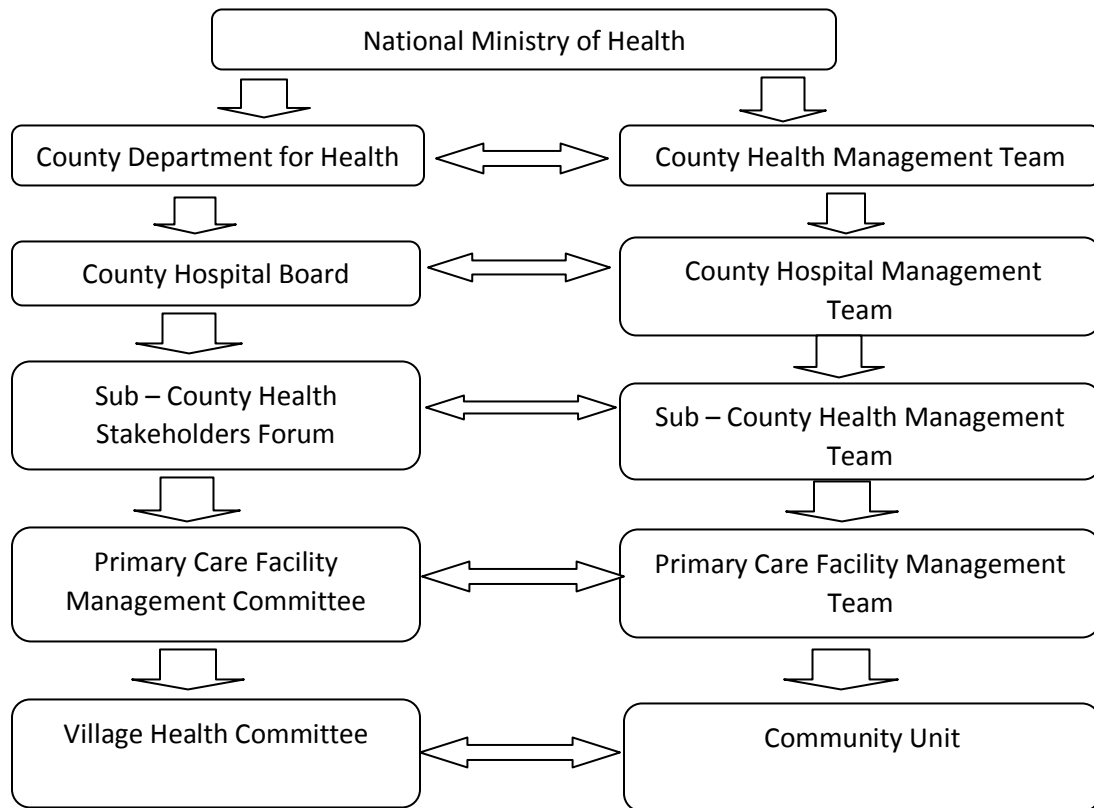 National Ministry of Health
County Department for Health
County Health Management Team
County Hospital Board
County Hospital Management
Team
Sub – County Health
Stakeholders Forum
Sub – County Health Management
Team
Primary Care Facility
Management Committee
Primary Care Facility Management
Team
Village Health Committee
Community Unit